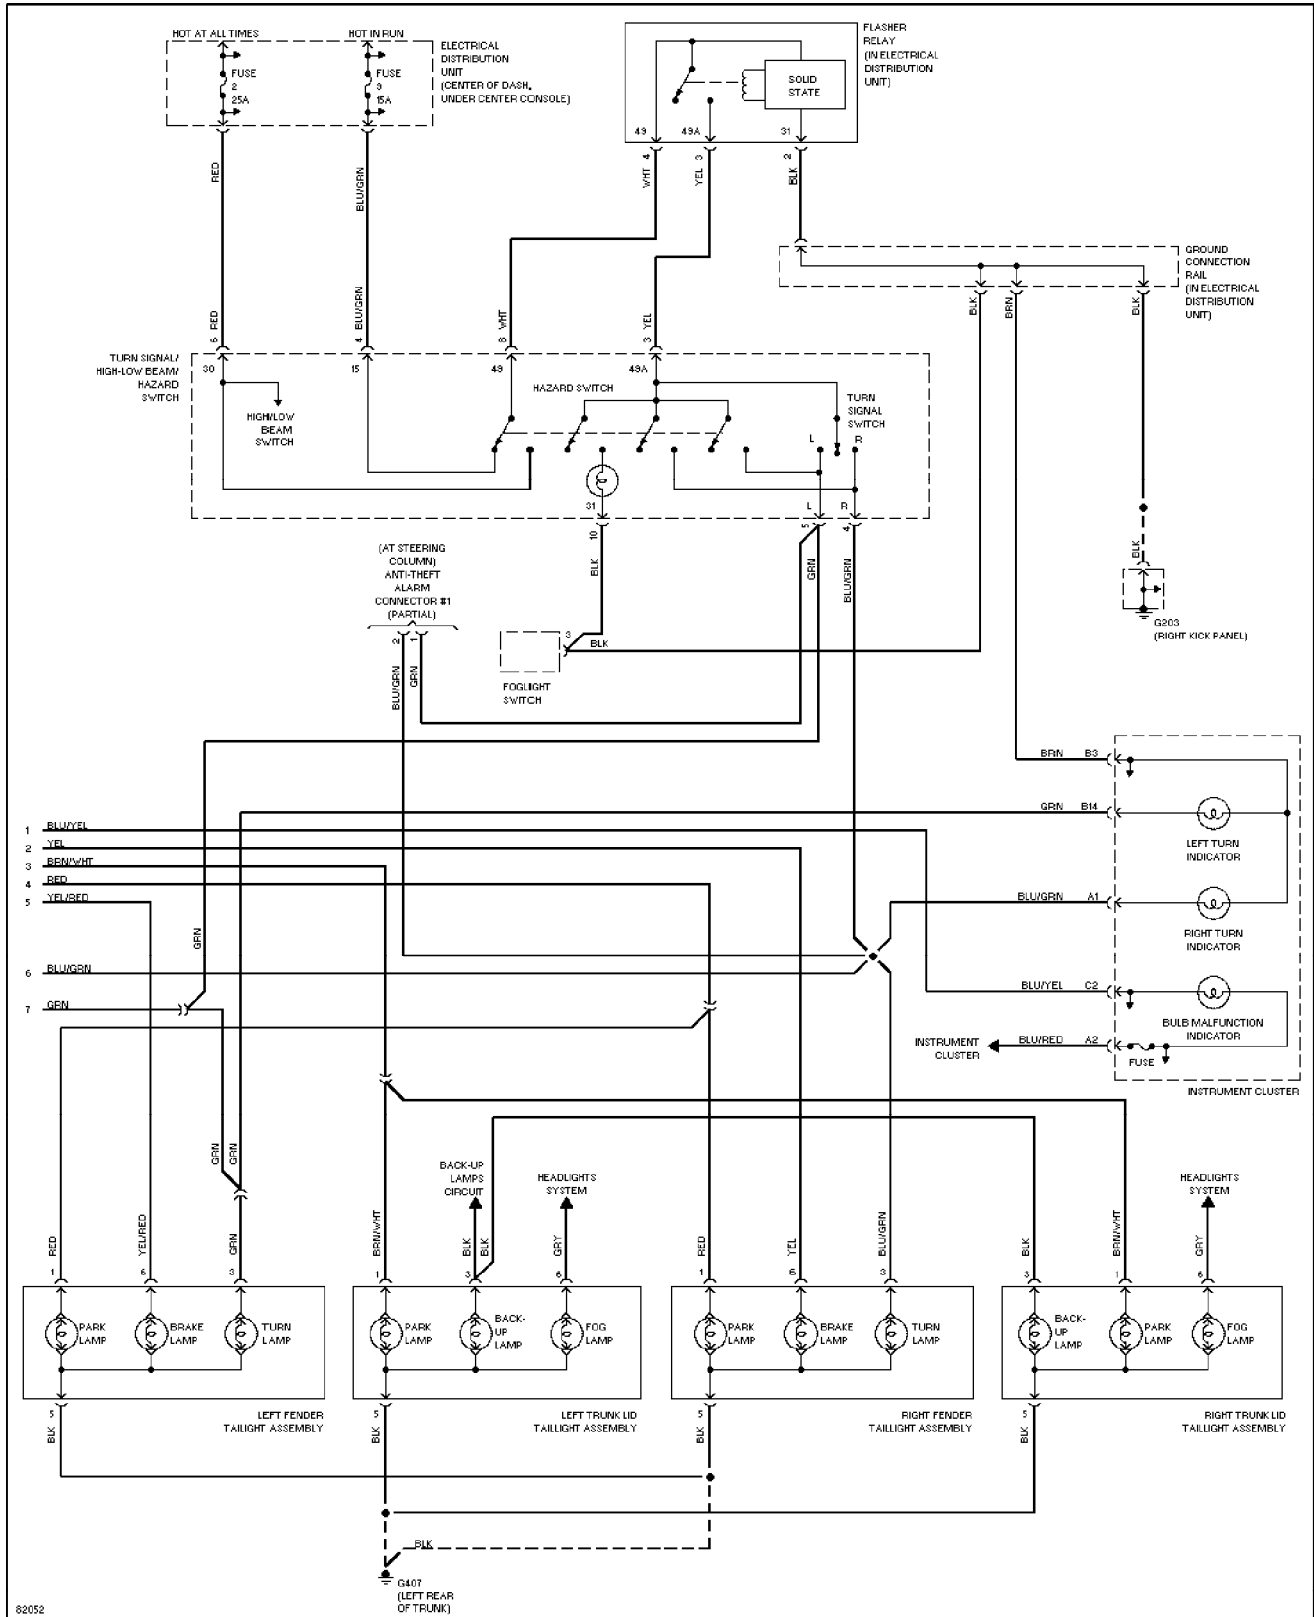 HOT AT ALL TIMES
HOT IN RUN
FUSE
2
25A
FUSE
9
15A
ELECTRICAL
DISTRIBUTION
UNIT
(CENTER OF DASH,
UNDER CENTER CONSOLE)
SOLID
STATE
FLASHER
RELAY
(IN ELECTRICAL
DISTRIBUTION
UNIT)
49
49A
31
4
3
2
RED
BLU/GRN
WHT
YEL
BLK
GROUND
CONNECTION
RAIL
(IN ELECTRICAL
DISTRIBUTION
UNIT)
BLK
BRN
BLK
RED
BLU/GRN
WHT
YEL
6
4
8
3
TURN SIGNAL/
HIGH-LOW BEAM/
HAZARD
SWITCH
30
15
49
49A
HAZARD SWITCH
HIGH/LOW
BEAM
SWITCH
TURN
SIGNAL
SWITCH
L
R
31
L
R
10
5
4
BLK
GRN
BLU/GRN
(AT STEERING
COLUMN)
ANTI-THEFT
ALARM
CONNECTOR #1
(PARTIAL)
2
1
BLU/GRN
GRN
3
BLK
FOGLIGHT
SWITCH
BLK
G203
(RIGHT KICK PANEL)
BRN B3
GRN B14
LEFT TURN
INDICATOR
BLU/GRN A1
RIGHT TURN
INDICATOR
BLU/YEL C2
BULB MALFUNCTION
INDICATOR
INSTRUMENT
CLUSTER
BLU/RED A2
FUSE
INSTRUMENT CLUSTER
1 BLU/YEL
2 YEL
3 BRN/WHT
4 RED
5 YEL/RED
6 BLU/GRN
7 GRN
GRN
GRN
GRN
BACK-UP
LAMPS
CIRCUIT
HEADLIGHTS
SYSTEM
HEADLIGHTS
SYSTEM
RED
YEL/RED
GRN
BRN/WHT
BLK
BLK
GRY
RED
YEL
BLU/GRN
BLK
BRN/WHT
GRY
1
6
3
1
3
6
1
6
3
3
1
6
PARK
LAMP
BRAKE
LAMP
TURN
LAMP
PARK
LAMP
BACK-
UP
LAMP
FOG
LAMP
PARK
LAMP
BRAKE
LAMP
TURN
LAMP
BACK-
UP
LAMP
PARK
LAMP
FOG
LAMP
5
BLK
LEFT FENDER
TAILLIGHT ASSEMBLY
5
BLK
LEFT TRUNK LID
TAILLIGHT ASSEMBLY
5
BLK
RIGHT FENDER
TAILLIGHT ASSEMBLY
5
BLK
RIGHT TRUNK LID
TAILLIGHT ASSEMBLY
BLK
G407
(LEFT REAR
OF TRUNK)
82052